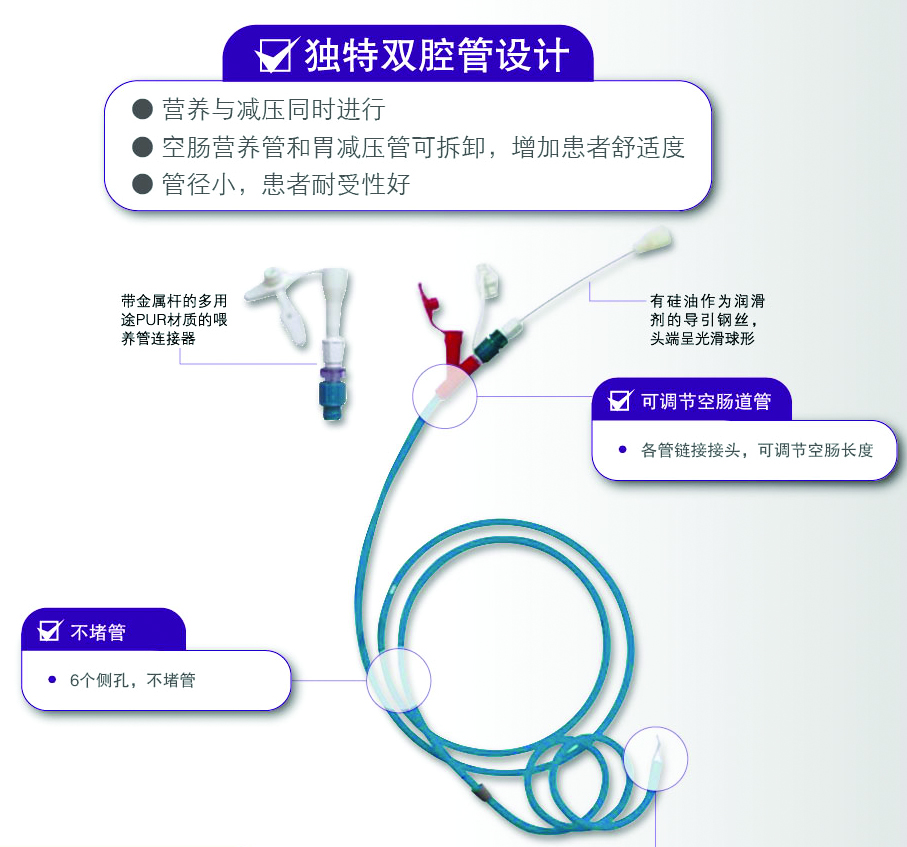 独特双腔管设计
● 营养与减压同时进行
● 空肠营养管和胃减压管可拆卸，增加患者舒适度
● 管径小，患者耐受性好
带金属杆的多用
途PUR材质的喂
养管连接器
有硅油作为润滑
剂的导引钢丝，
头端呈光滑球形
可调节空肠道管
• 各管链接接头，可调节空肠长度
不堵管
• 6个侧孔，不堵管